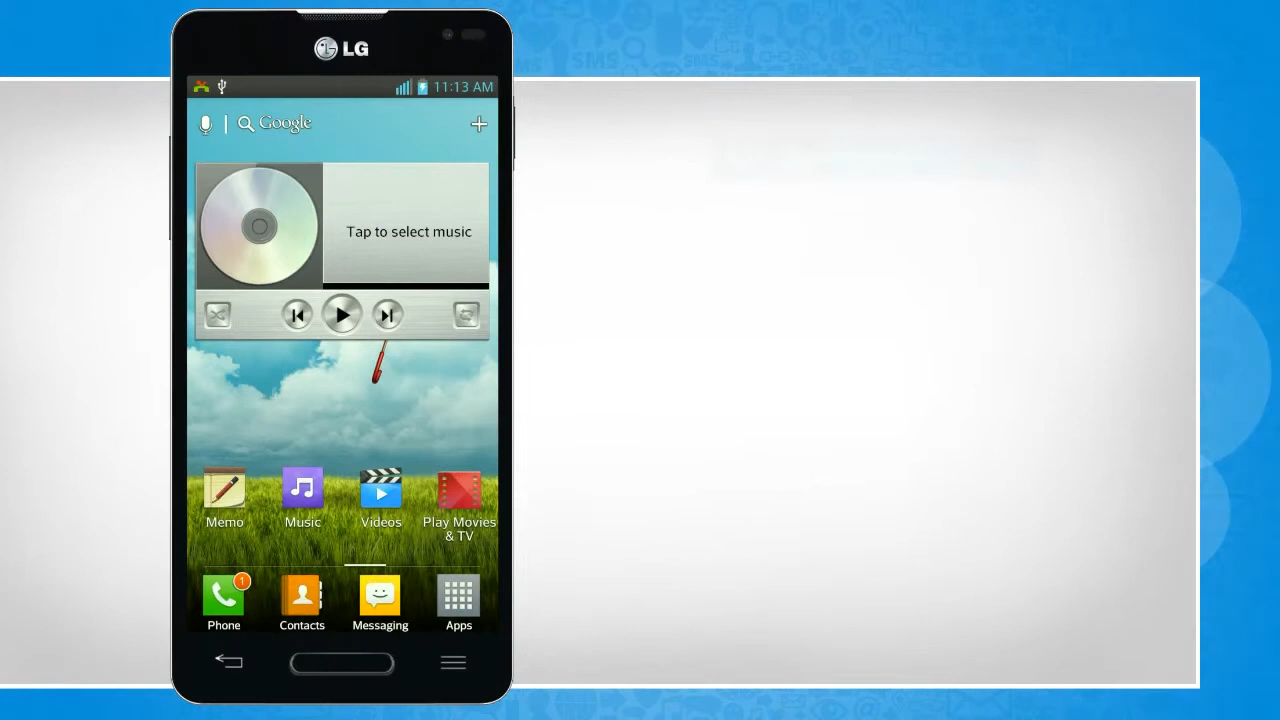 LG
11:13 AM
Google
Tap to select music
Memo
Music
Videos
Play Movies
& TV
1
Phone
Contacts
Messaging
Apps
SMS